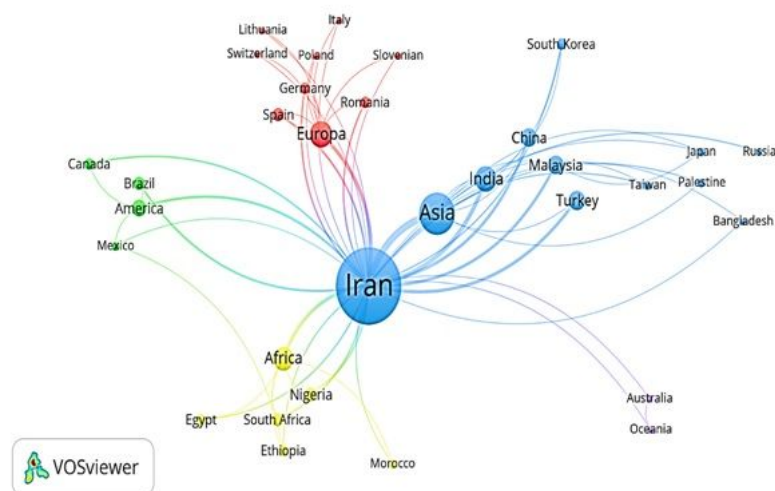 Lithuania
Italy
Switzerland
Poland
Slovenian
South Korea
Germany
Spain
Romania
Europa
China
Japan
Russia
Canada
Brazil
India
Malaysia
Taiwan
Palestine
America
Asia
Turkey
Bangladesh
Mexico
Iran
Africa
Nigeria
Australia
Egypt
South Africa
Oceania
Ethiopia
Morocco
VOSviewer